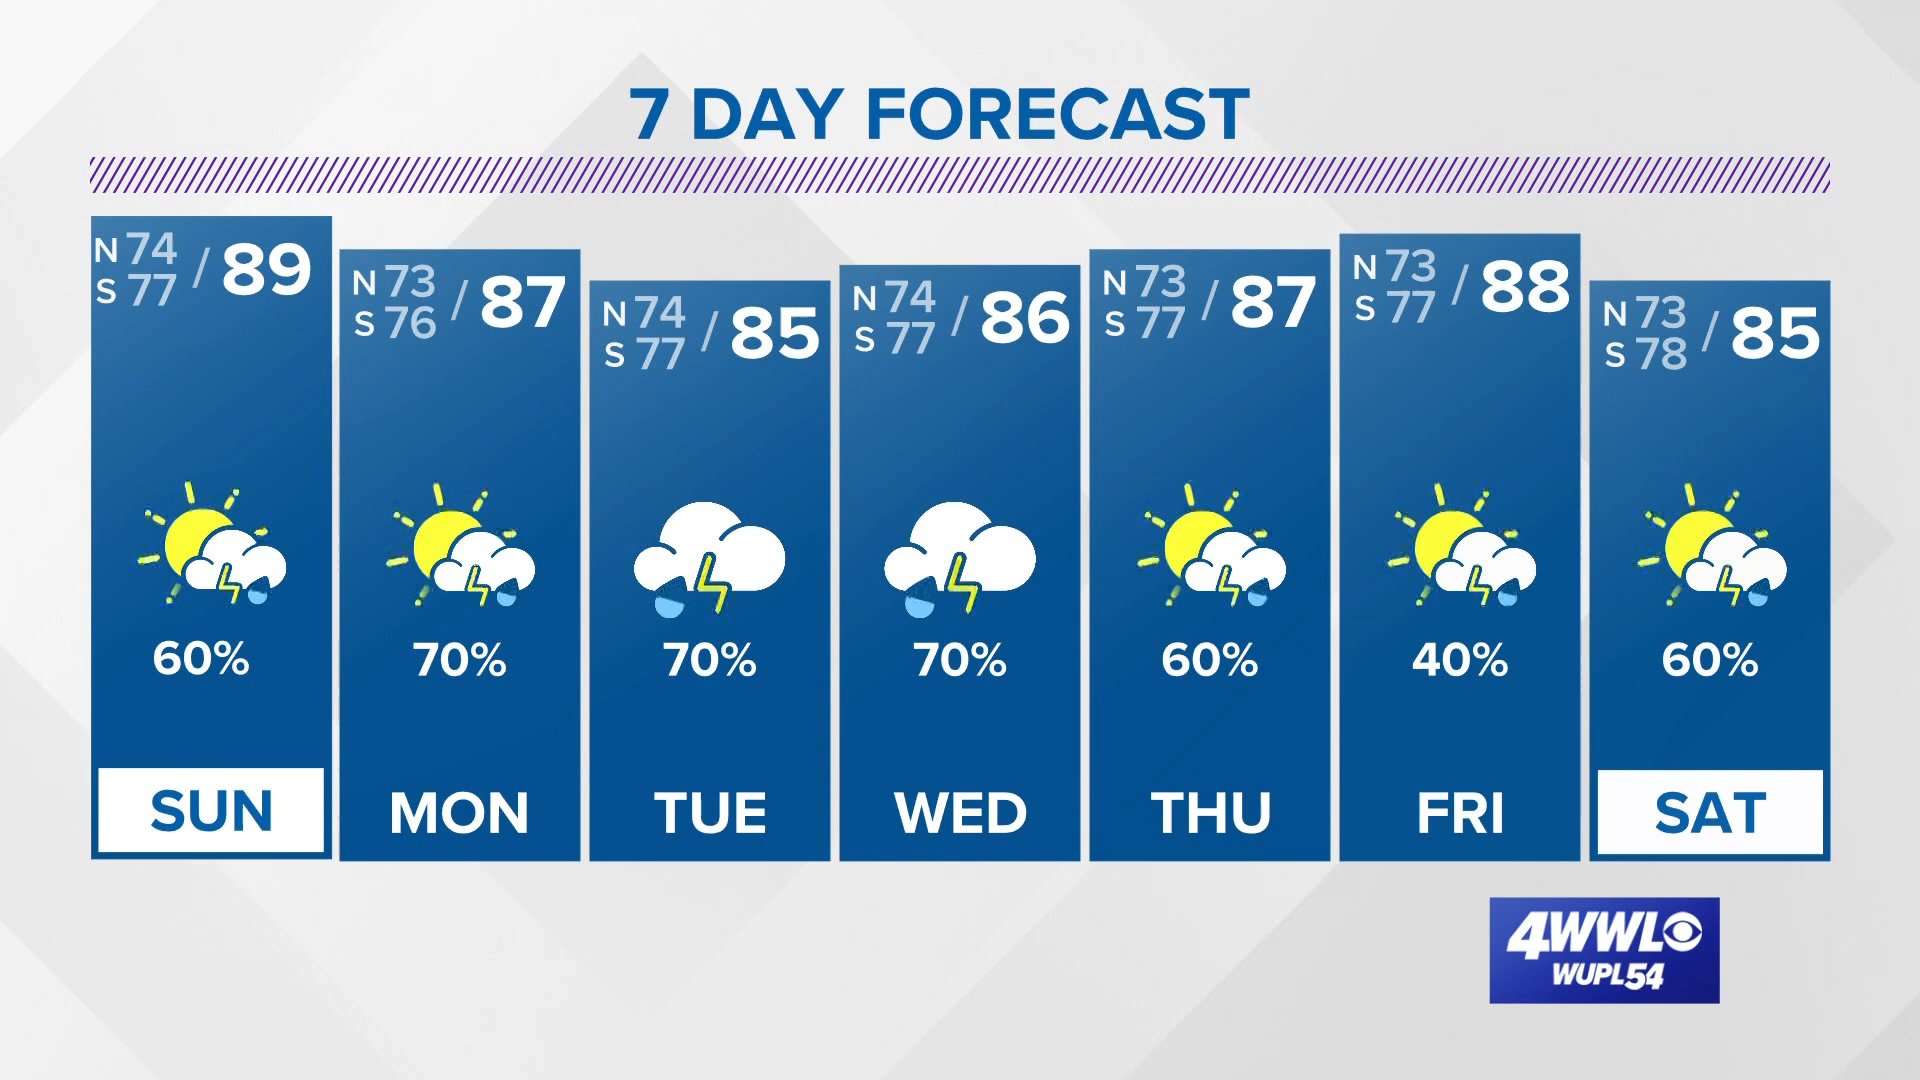 7 DAY FORECAST
N 74 / 89
S 77
60%
SUN
N 73 / 87
S 76
70%
MON
N 74 / 85
S 77
70%
TUE
N 74 / 86
S 77
70%
WED
N 73 / 87
S 77
60%
THU
N 73 / 88
S 77
40%
FRI
N 73 / 85
S 78
60%
SAT
4WWL
WUPL54